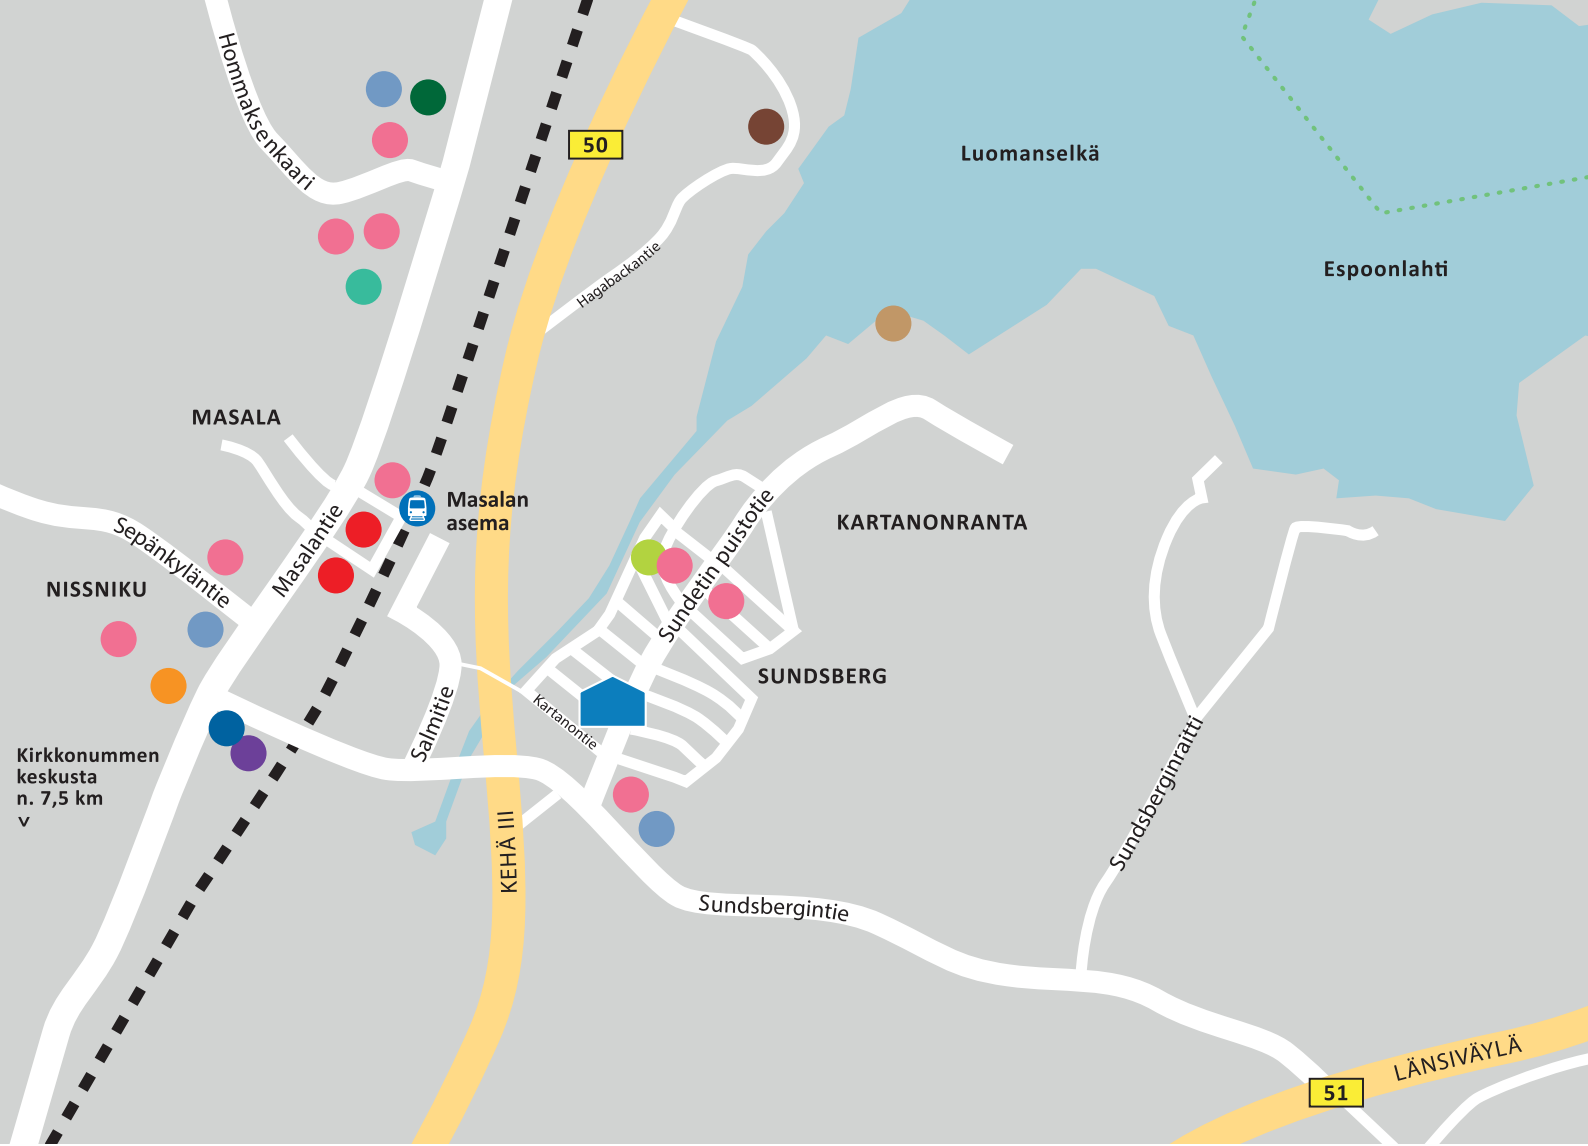 Hommaksenkaari
50
Luomanselkä
Espoonlahti
Hagabackantie
MASALA
Masalan
asema
Sepänkyläntie
Masalantie
KARTANONRANTA
Sundetin puistotie
NISSNIKU
SUNDSBERG
Kartanontie
Salmitie
Kirkkonummen
keskusta
n. 7,5 km
v
Sundsberginraitti
KEHÄ III
Sundsbergintie
LÄNSIVÄYLÄ
51